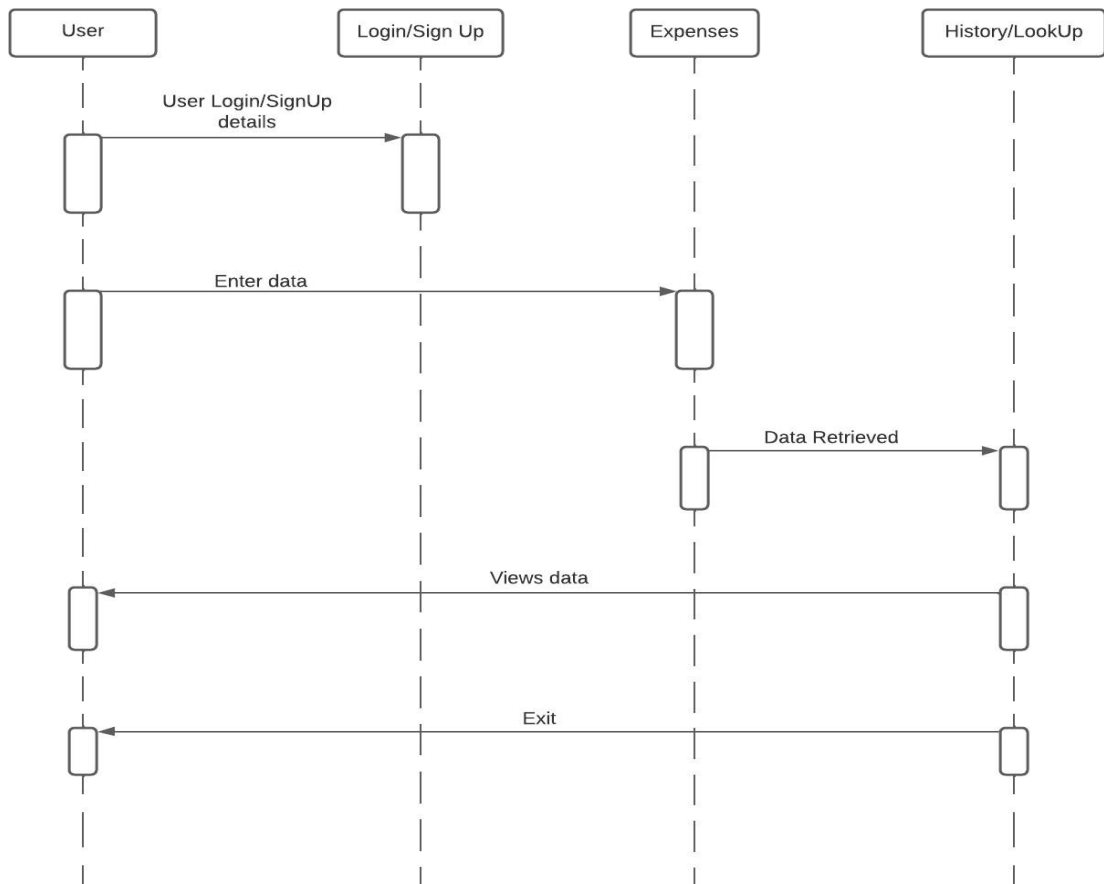 User
Login/Sign Up
Expenses
History/LookUp
User Login/SignUp
details
Enter data
Data Retrieved
Views data
Exit